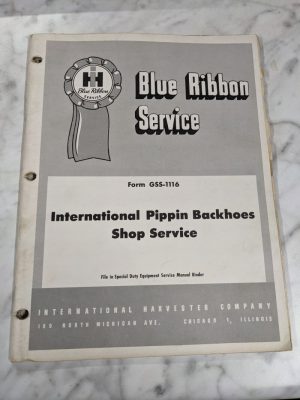 IH
Blue Ribbon
SERVICE
Blue Ribbon
Service
Form GSS-1116
International Pippin Backhoes
Shop Service
File in Special Duty Equipment Service Manual Binder
INTERNATIONAL HARVESTER COMPANY
180 NORTH MICHIGAN AVE. CHICAGO 1, ILLINOIS